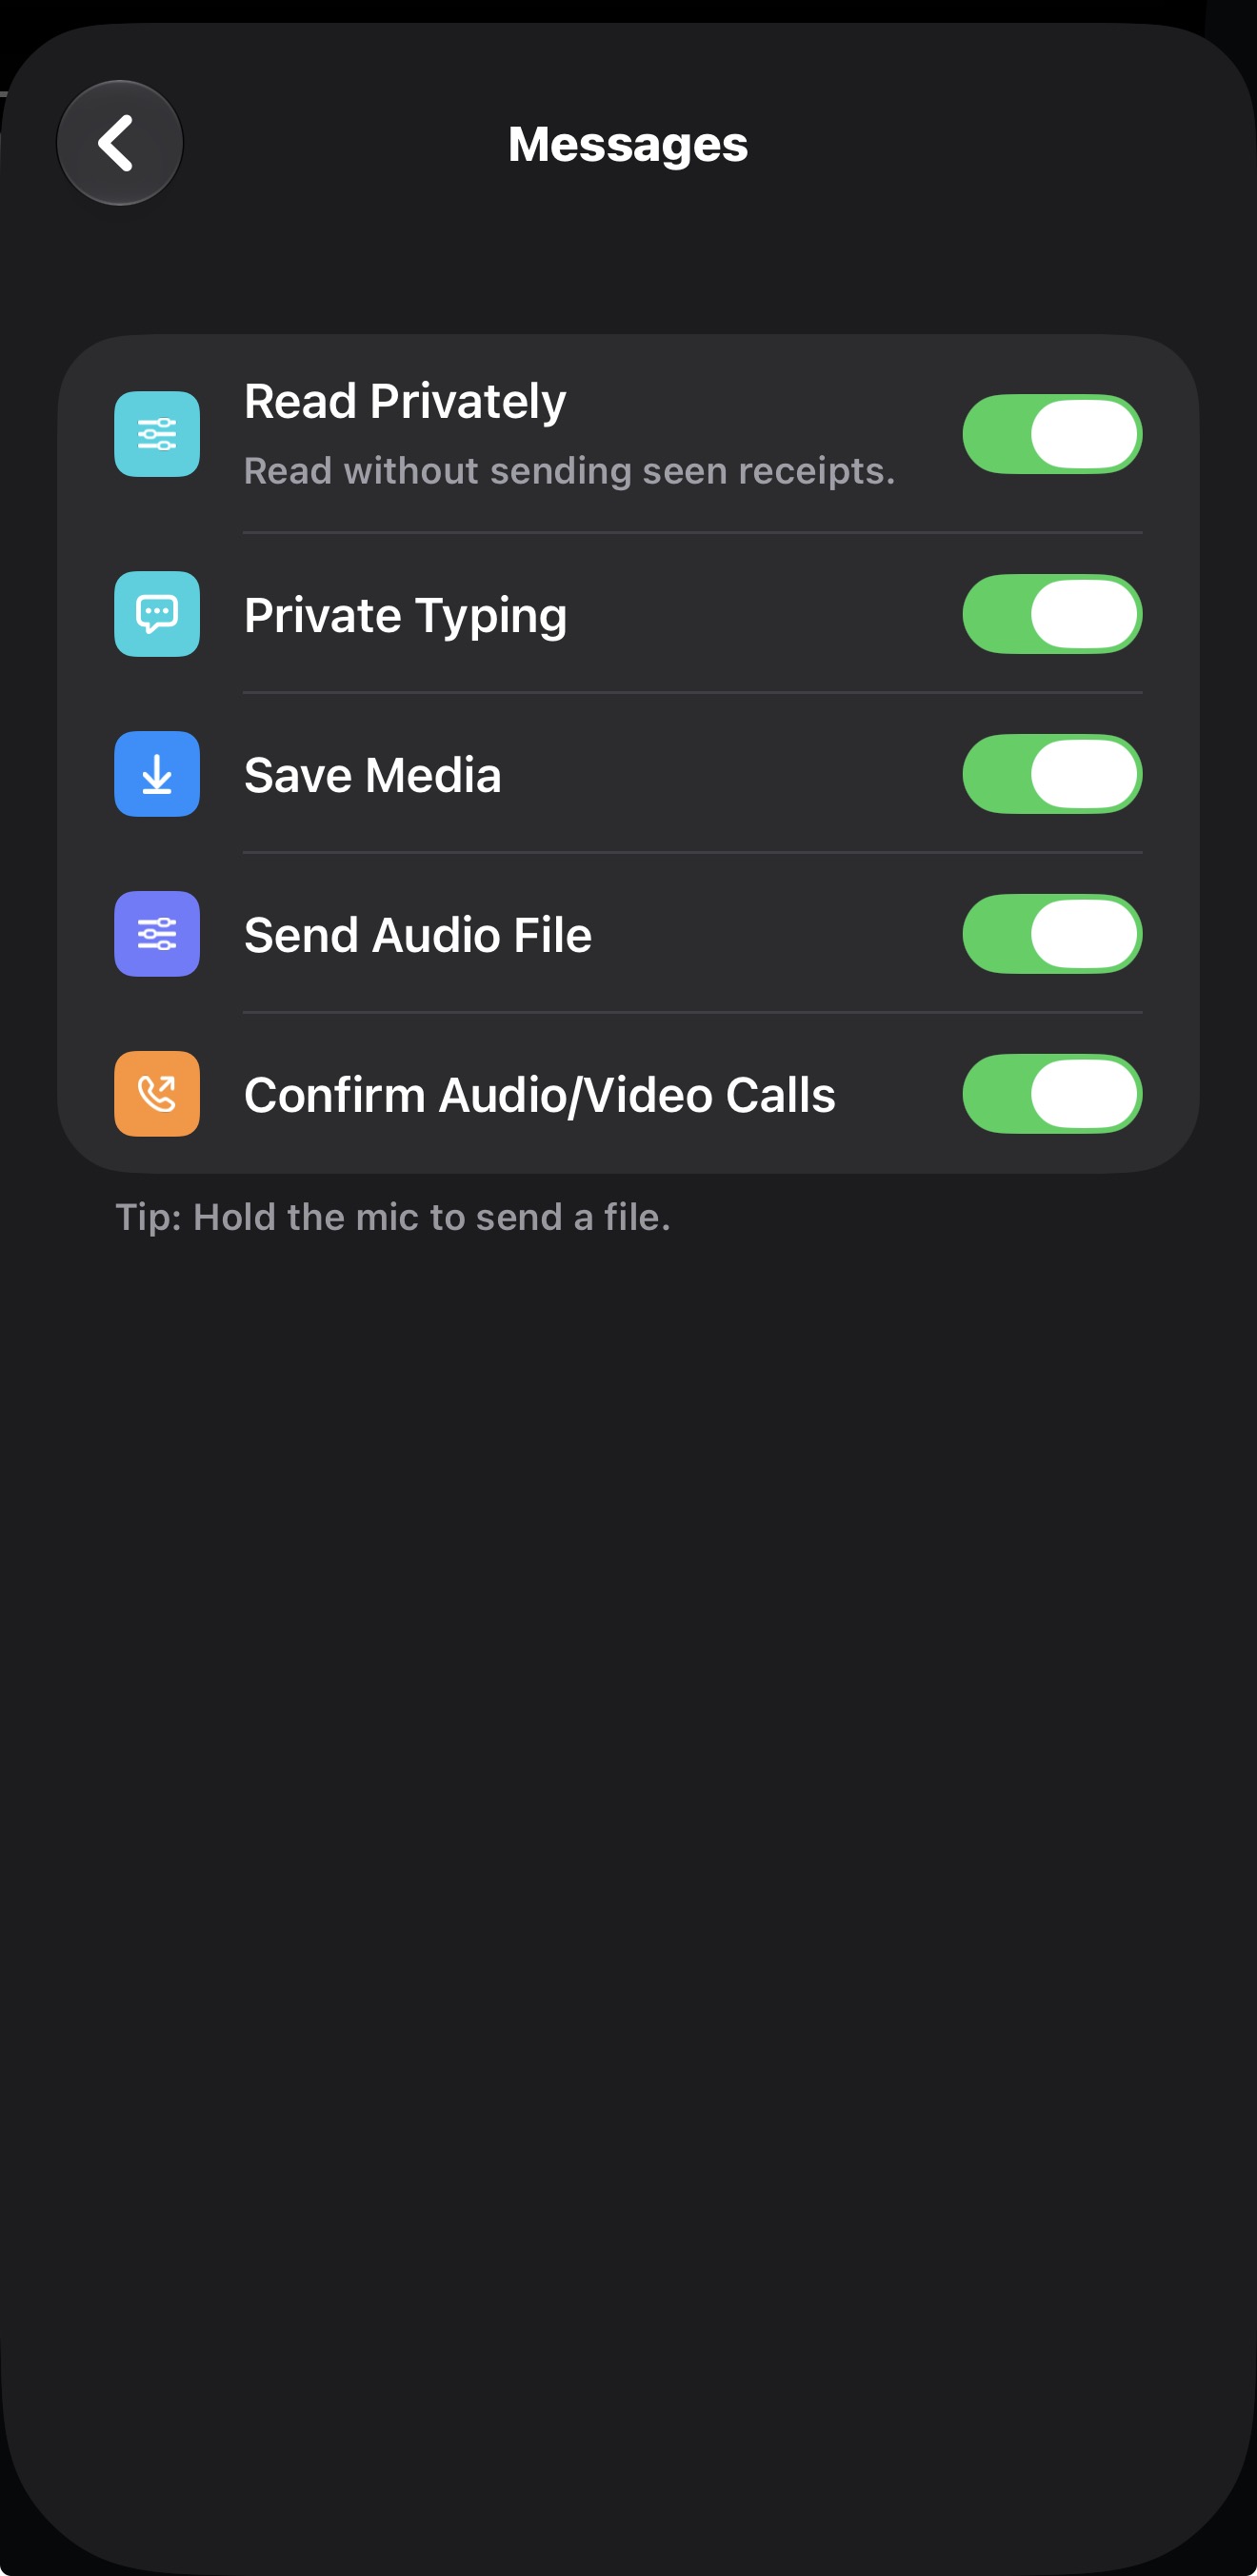 Messages
Read Privately
Read without sending seen receipts.
Private Typing
Save Media
Send Audio File
Confirm Audio/Video Calls
Tip: Hold the mic to send a file.